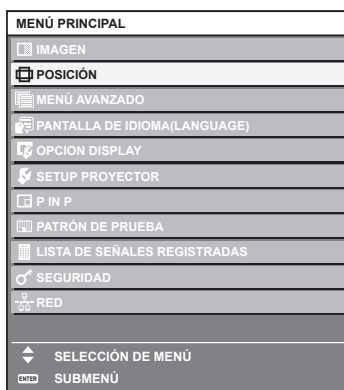 MENÚ PRINCIPAL
IMAGEN
POSICIÓN
MENÚ AVANZADO
PANTALLA DE IDIOMA(LANGUAGE)
OPCION DISPLAY
SETUP PROYECTOR
P IN P
PATRÓN DE PRUEBA
LISTA DE SEÑALES REGISTRADAS
SEGURIDAD
RED
SELECCIÓN DE MENÚ
ENTER SUBMENÚ